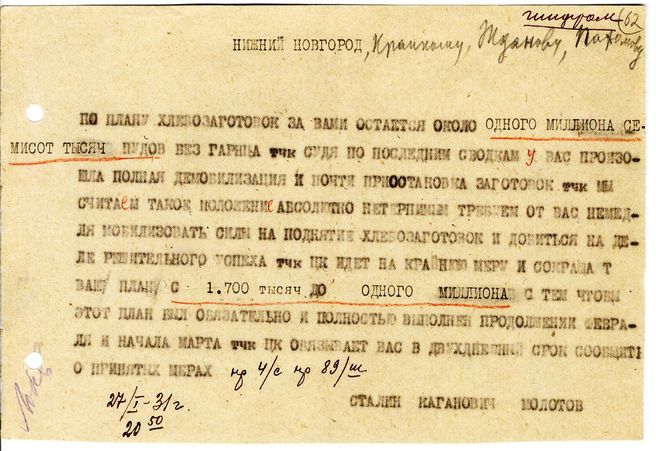 шифром 62
НИЖНИЙ НОВГОРОД, Крайкому, Жданову, Пахомову
ПО ПЛАНУ ХЛЕБОЗАГОТОВОК ЗА ВАМИ ОСТАЕТСЯ ОКОЛО ОДНОГО МИЛЛИОНА СЕ-
МИСОТ ТЫСЯЧ ПУДОВ БЕЗ ГАРНЦА тчк СУДЯ ПО ПОСЛЕДНИМ СВОДКАМ у ВАС ПРОИЗО-
ШЛА ПОЛНАЯ ДЕМОБИЛИЗАЦИЯ И ПОЧТИ ПРИОСТАНОВКА ЗАГОТОВОК тчк МЫ
СЧИТАеМ ТАКОЕ ПОЛОЖЕНИе АБСОЛЮТНО НЕТЕРПИМЫМ ТРЕБУЕМ ОТ ВАС НЕМЕД-
ЛЯ МОБИЛИЗОВАТЬ СИЛЫ НА ПОДНЯТИЕ ХЛЕБОЗАГОТОВОК И ДОБИТЬСЯ НА ДЕ-
ЛЕ РЕШИТЕЛЬНОГО УСПЕХА тчк ЦК ИДЕТ НА КРАЙНЮЮ МЕРУ И СОКРАЩА Т
ВАШ ПЛАН С 1.700 тысяч ДО ОДНОГО МИЛЛИОНА С ТЕМ ЧТОБЫ
ЭТОТ ПЛАН БЫЛ ОБЯЗАТЕЛЬНО И ПОЛНОСТЬЮ ВЫПОЛНЕН ПРОДОЛЖЕНИИ ФЕВРА-
ЛЯ И НАЧАЛА МАРТА тчк ЦК ОБЯЗЫВАЕТ ВАС В ДВУХДНЕВНЫЙ СРОК СООБЩИТЬ
О ПРИНЯТЫХ МЕРАХ нр 4/с нр 89/ш.
27/I-31г.
20 50
СТАЛИН КАГАНОВИЧ МОЛОТОВ